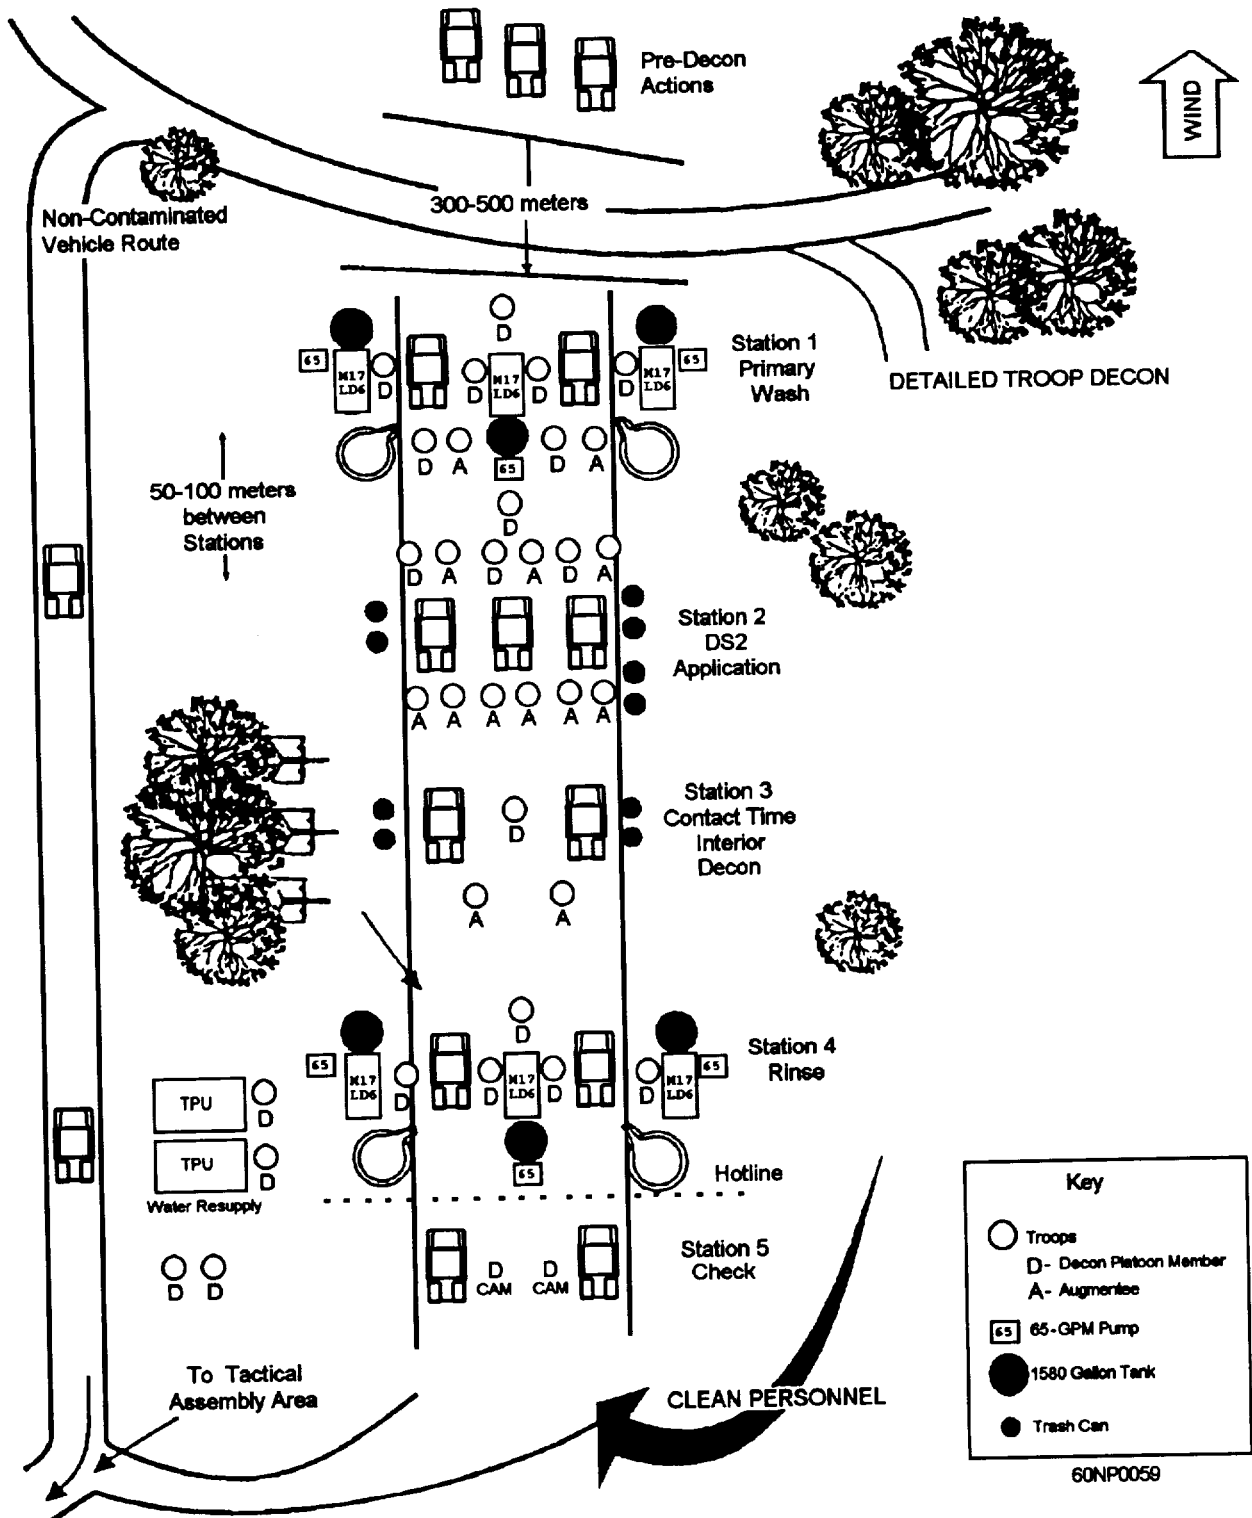 Pre-Decon
Actions
WIND
Non-Contaminated
Vehicle Route
300-500 meters
DETAILED TROOP DECON
Station 1
Primary
Wash
D
65
M17
LD6
D
D
M17
LD6
D
D
M17
LD6
65
D
A
65
D
A
D
50-100 meters
between
Stations
D
A
D
A
D
A
Station 2
DS2
Application
A
A
A
A
A
A
Station 3
Contact Time
Interior
Decon
D
A
A
D
Station 4
Rinse
65
M17
LD6
D
D
M17
LD6
D
D
M17
LD6
65
65
TPU
D
TPU
D
Water Resupply
D
D
Hotline
Station 5
Check
D
CAM
D
CAM
To Tactical
Assembly Area
CLEAN PERSONNEL
Key
Troops
D- Decon Platoon Member
A- Augmentee
65 65-GPM Pump
1580 Gallon Tank
Trash Can
60NP0059